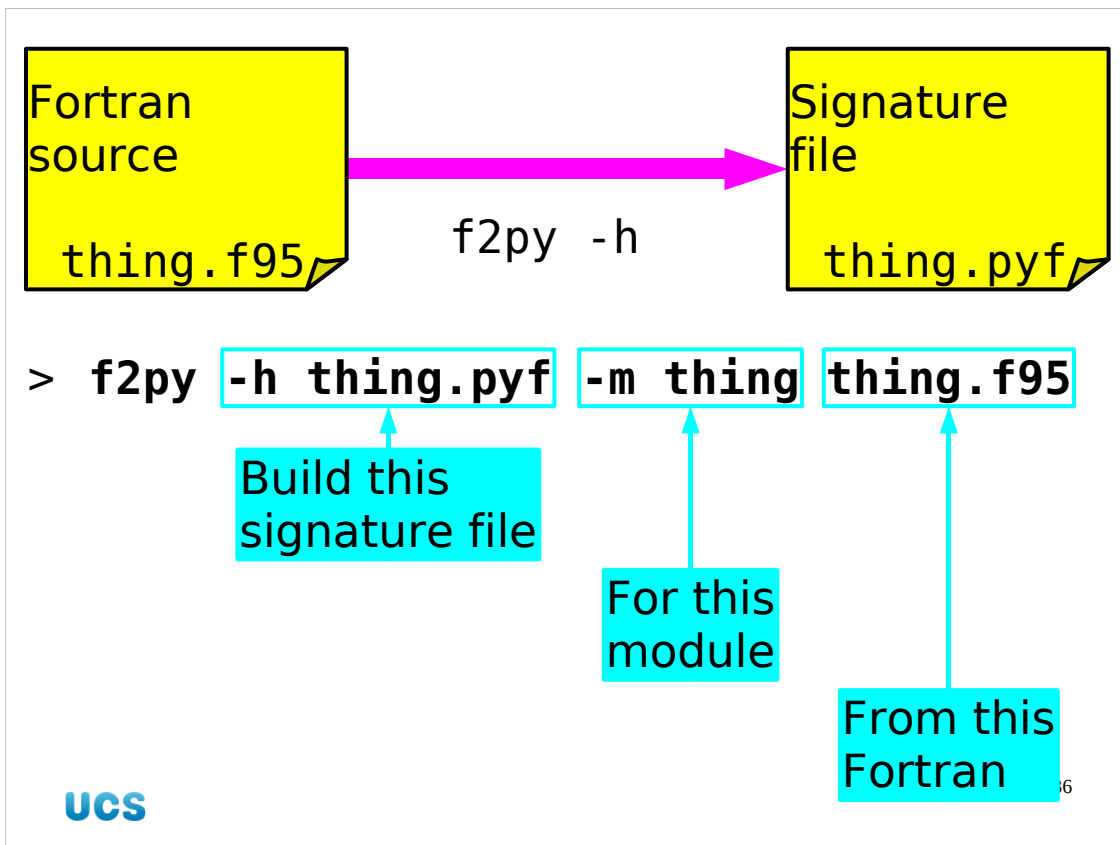 Fortran
source
thing.f95
f2py -h
Signature
file
thing.pyf
> f2py -h thing.pyf -m thing thing.f95
Build this
signature file
For this
module
From this
Fortran
UCS